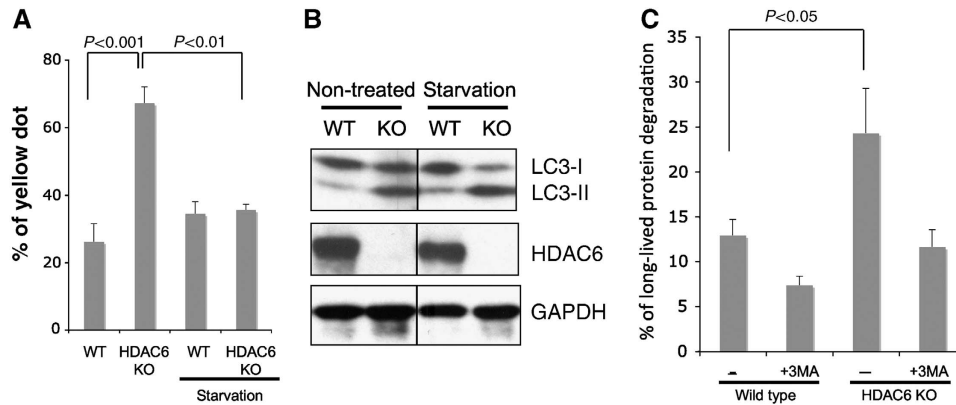 A
P<0.001
P<0.01
% of yellow dot
80
60
40
20
0
WT
HDAC6 KO
WT
HDAC6 KO
Starvation
B
Non-treated
Starvation
WT
KO
WT
KO
LC3-I
LC3-II
HDAC6
GAPDH
C
P<0.05
% of long-lived protein degradation
35
30
25
20
15
10
5
0
–
+3MA
–
+3MA
Wild type
HDAC6 KO